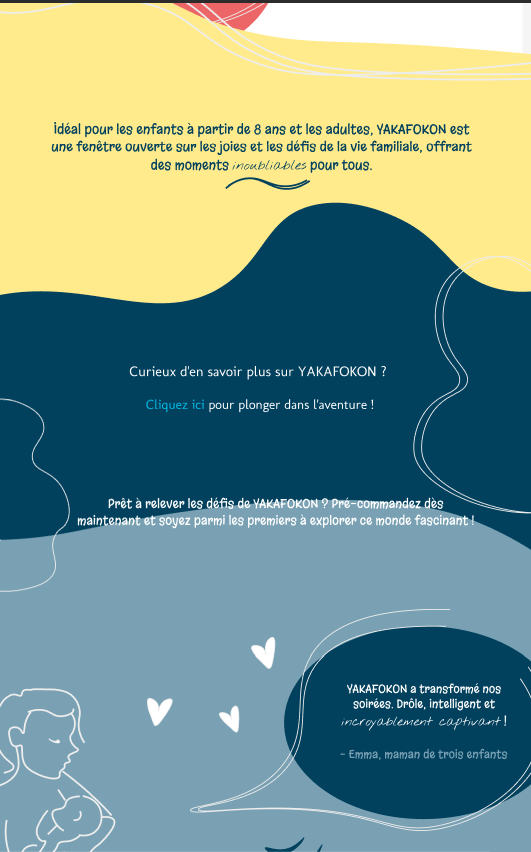 Idéal pour les enfants à partir de 8 ans et les adultes, YAKAFOKON est
une fenêtre ouverte sur les joies et les défis de la vie familiale, offrant
des moments inoubliables pour tous.
Curieux d'en savoir plus sur YAKAFOKON ?
Cliquez ici pour plonger dans l'aventure !
Prêt à relever les défis de YAKAFOKON ? Pré-commandez dès
maintenant et soyez parmi les premiers à explorer ce monde fascinant !
YAKAFOKON a transformé nos
soirées. Drôle, intelligent et
incroyablement captivant !
- Emma, maman de trois enfants